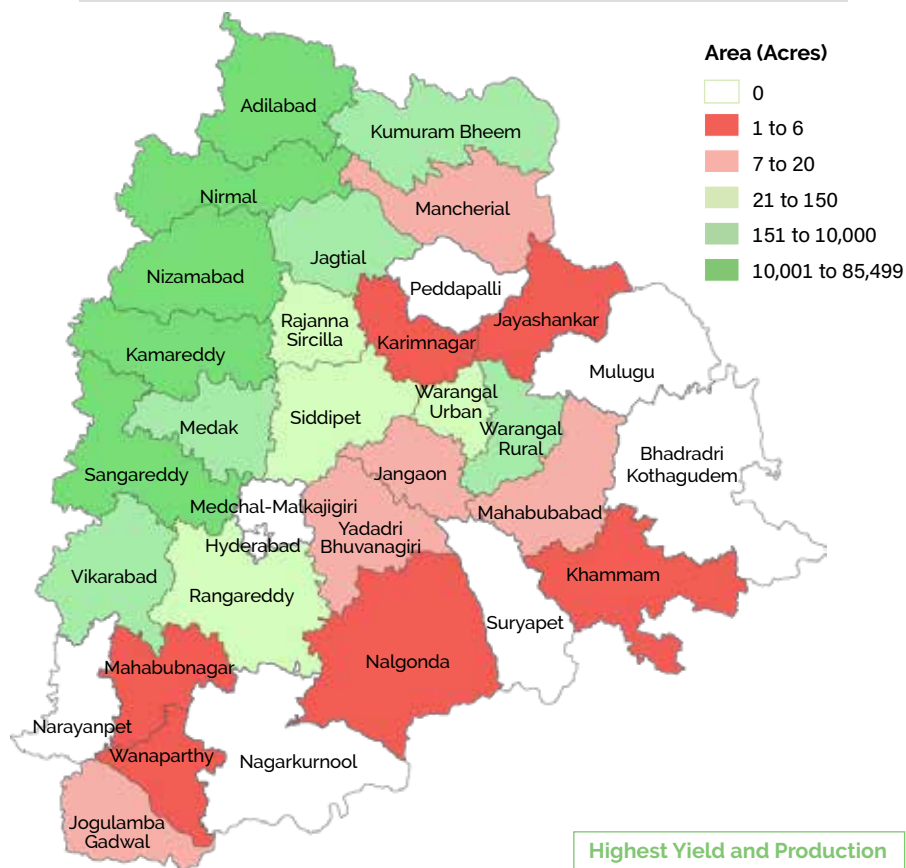 Area (Acres)
0
1 to 6
7 to 20
21 to 150
151 to 10,000
10,001 to 85,499
Adilabad
Kumuram Bheem
Nirmal
Mancherial
Jagtial
Nizamabad
Peddapalli
Rajanna
Sircilla
Jayashankar
Karimnagar
Kamareddy
Mulugu
Warangal
Urban
Siddipet
Medak
Warangal
Rural
Bhadradri
Kothagudem
Sangareddy
Jangaon
Medchal-Malkajigiri
Mahabubabad
Yadadri
Bhuvanagiri
Hyderabad
Vikarabad
Khammam
Rangareddy
Suryapet
Nalgonda
Mahabubnagar
Narayanpet
Wanaparthy
Nagarkurnool
Jogulamba
Gadwal
Highest Yield and Production